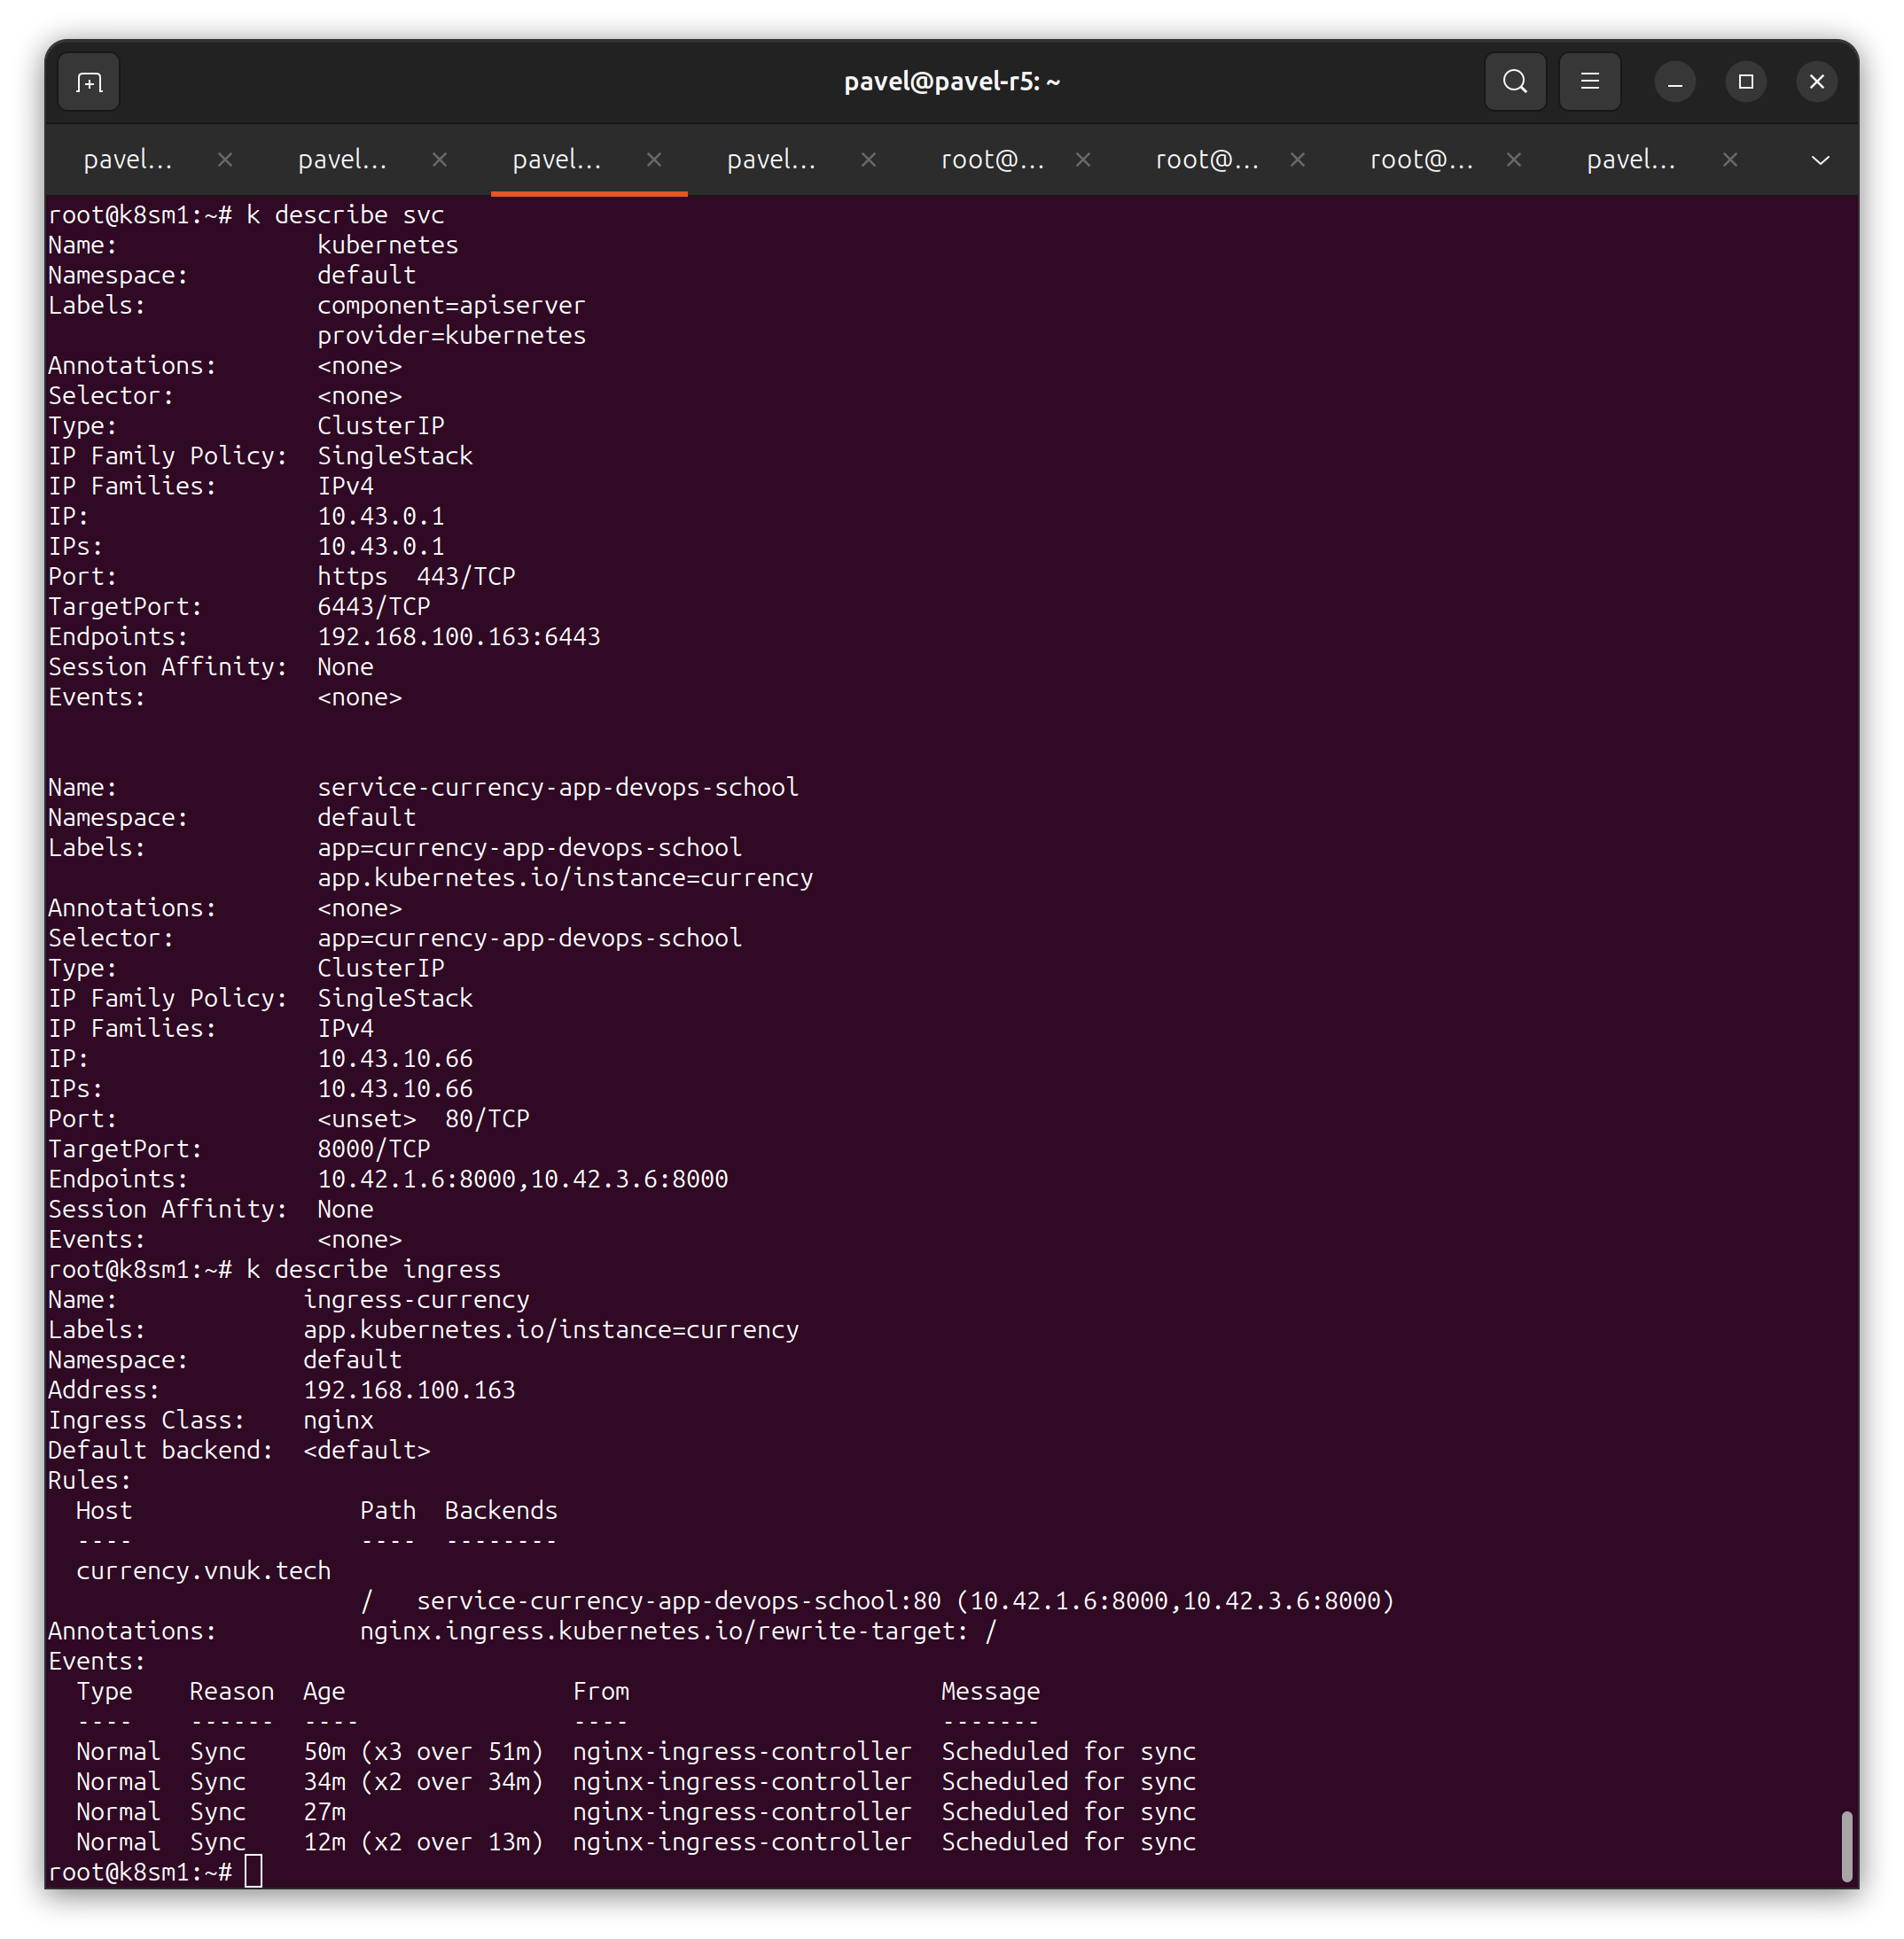 pavel@pavel-r5: ~
pavel... pavel... pavel... pavel... root@... root@... root@... pavel...
root@k8sm1:~# k describe svc
Name:              kubernetes
Namespace:         default
Labels:            component=apiserver
                   provider=kubernetes
Annotations:       <none>
Selector:          <none>
Type:              ClusterIP
IP Family Policy:  SingleStack
IP Families:       IPv4
IP:                10.43.0.1
IPs:               10.43.0.1
Port:              https  443/TCP
TargetPort:        6443/TCP
Endpoints:         192.168.100.163:6443
Session Affinity:  None
Events:            <none>
Name:              service-currency-app-devops-school
Namespace:         default
Labels:            app=currency-app-devops-school
                   app.kubernetes.io/instance=currency
Annotations:       <none>
Selector:          app=currency-app-devops-school
Type:              ClusterIP
IP Family Policy:  SingleStack
IP Families:       IPv4
IP:                10.43.10.66
IPs:               10.43.10.66
Port:              <unset>  80/TCP
TargetPort:        8000/TCP
Endpoints:         10.42.1.6:8000,10.42.3.6:8000
Session Affinity:  None
Events:            <none>
root@k8sm1:~# k describe ingress
Name:             ingress-currency
Labels:           app.kubernetes.io/instance=currency
Namespace:        default
Address:          192.168.100.163
Ingress Class:    nginx
Default backend:  <default>
Rules:
  Host                Path  Backends
  ----                ----  --------
  currency.vnuk.tech
                      /   service-currency-app-devops-school:80 (10.42.1.6:8000,10.42.3.6:8000)
Annotations:          nginx.ingress.kubernetes.io/rewrite-target: /
Events:
  Type    Reason  Age                From                      Message
  ----    ------  ----               ----                      -------
  Normal  Sync    50m (x3 over 51m)  nginx-ingress-controller  Scheduled for sync
  Normal  Sync    34m (x2 over 34m)  nginx-ingress-controller  Scheduled for sync
  Normal  Sync    27m                nginx-ingress-controller  Scheduled for sync
  Normal  Sync    12m (x2 over 13m)  nginx-ingress-controller  Scheduled for sync
root@k8sm1:~#